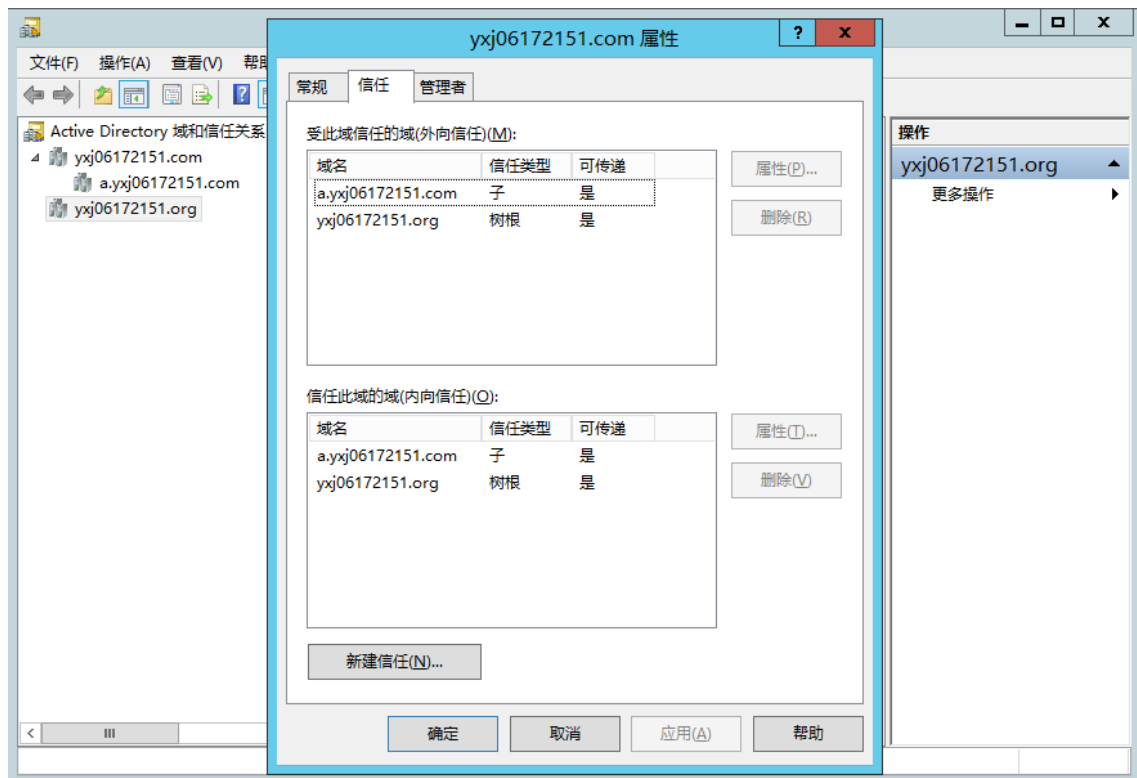 yxj06172151.com 属性
文件(F) 操作(A) 查看(V) 帮
Active Directory 域和信任关系
yxj06172151.com
a.yxj06172151.com
yxj06172151.org
常规 信任 管理者
受此域信任的域(外向信任)(M):
域名 信任类型 可传递
a.yxj06172151.com 子 是
yxj06172151.org 树根 是
属性(P)...
删除(R)
信任此域的域(内向信任)(O):
域名 信任类型 可传递
a.yxj06172151.com 子 是
yxj06172151.org 树根 是
属性(T)...
删除(V)
新建信任(N)...
确定 取消 应用(A) 帮助
操作
yxj06172151.org
更多操作